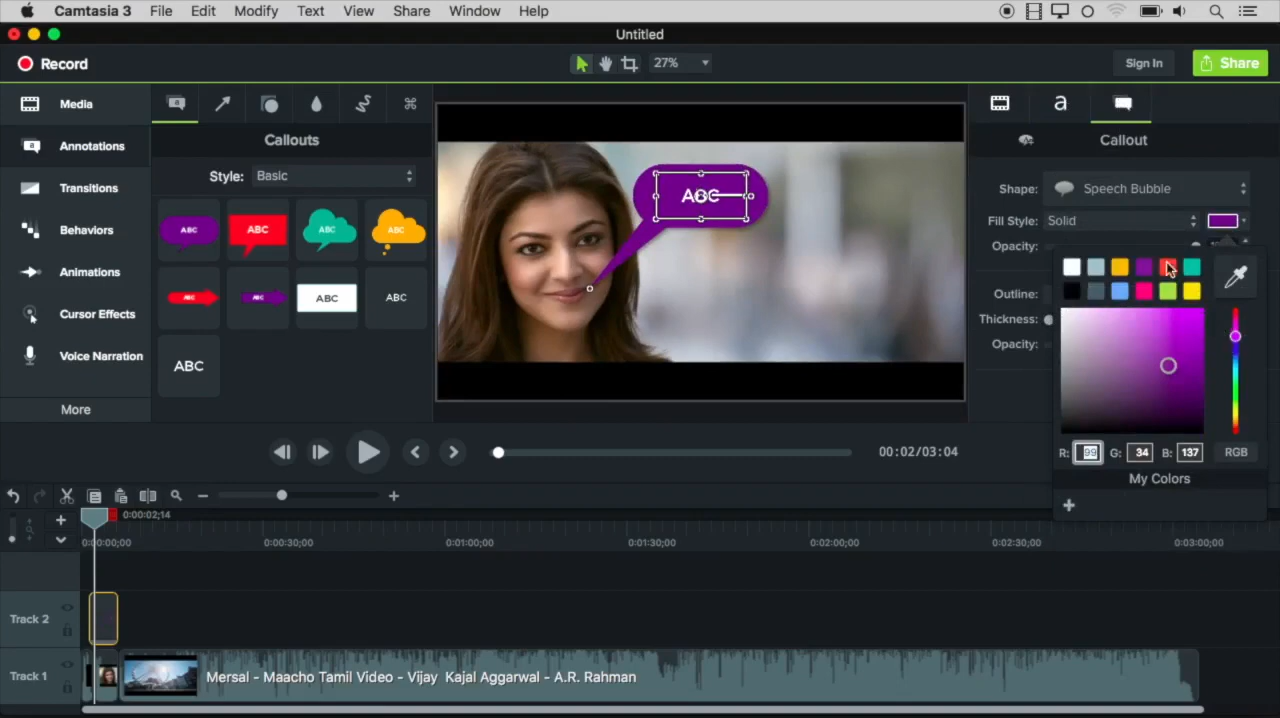 Camtasia 3 File Edit Modify Text View Share Window Help
Untitled
Record
27%
Sign In
Share
Media
Annotations
Transitions
Behaviors
Animations
Cursor Effects
Voice Narration
More
Callouts
Style: Basic
ABC ABC ABC ABC
ABC ABC ABC ABC
ABC
ABC
a
Callout
Shape: Speech Bubble
Fill Style: Solid
Opacity:
Outline:
Thickness:
Opacity:
R: 99 G: 34 B: 137 RGB
My Colors
00:02/03:04
0:00:02;14
0:00:00;00 0:00:30;00 0:01:00;00 0:01:30;00 0:02:00;00 0:02:30;00 0:03:00;00
Track 2
Track 1
Mersal - Maacho Tamil Video - Vijay Kajal Aggarwal - A.R. Rahman